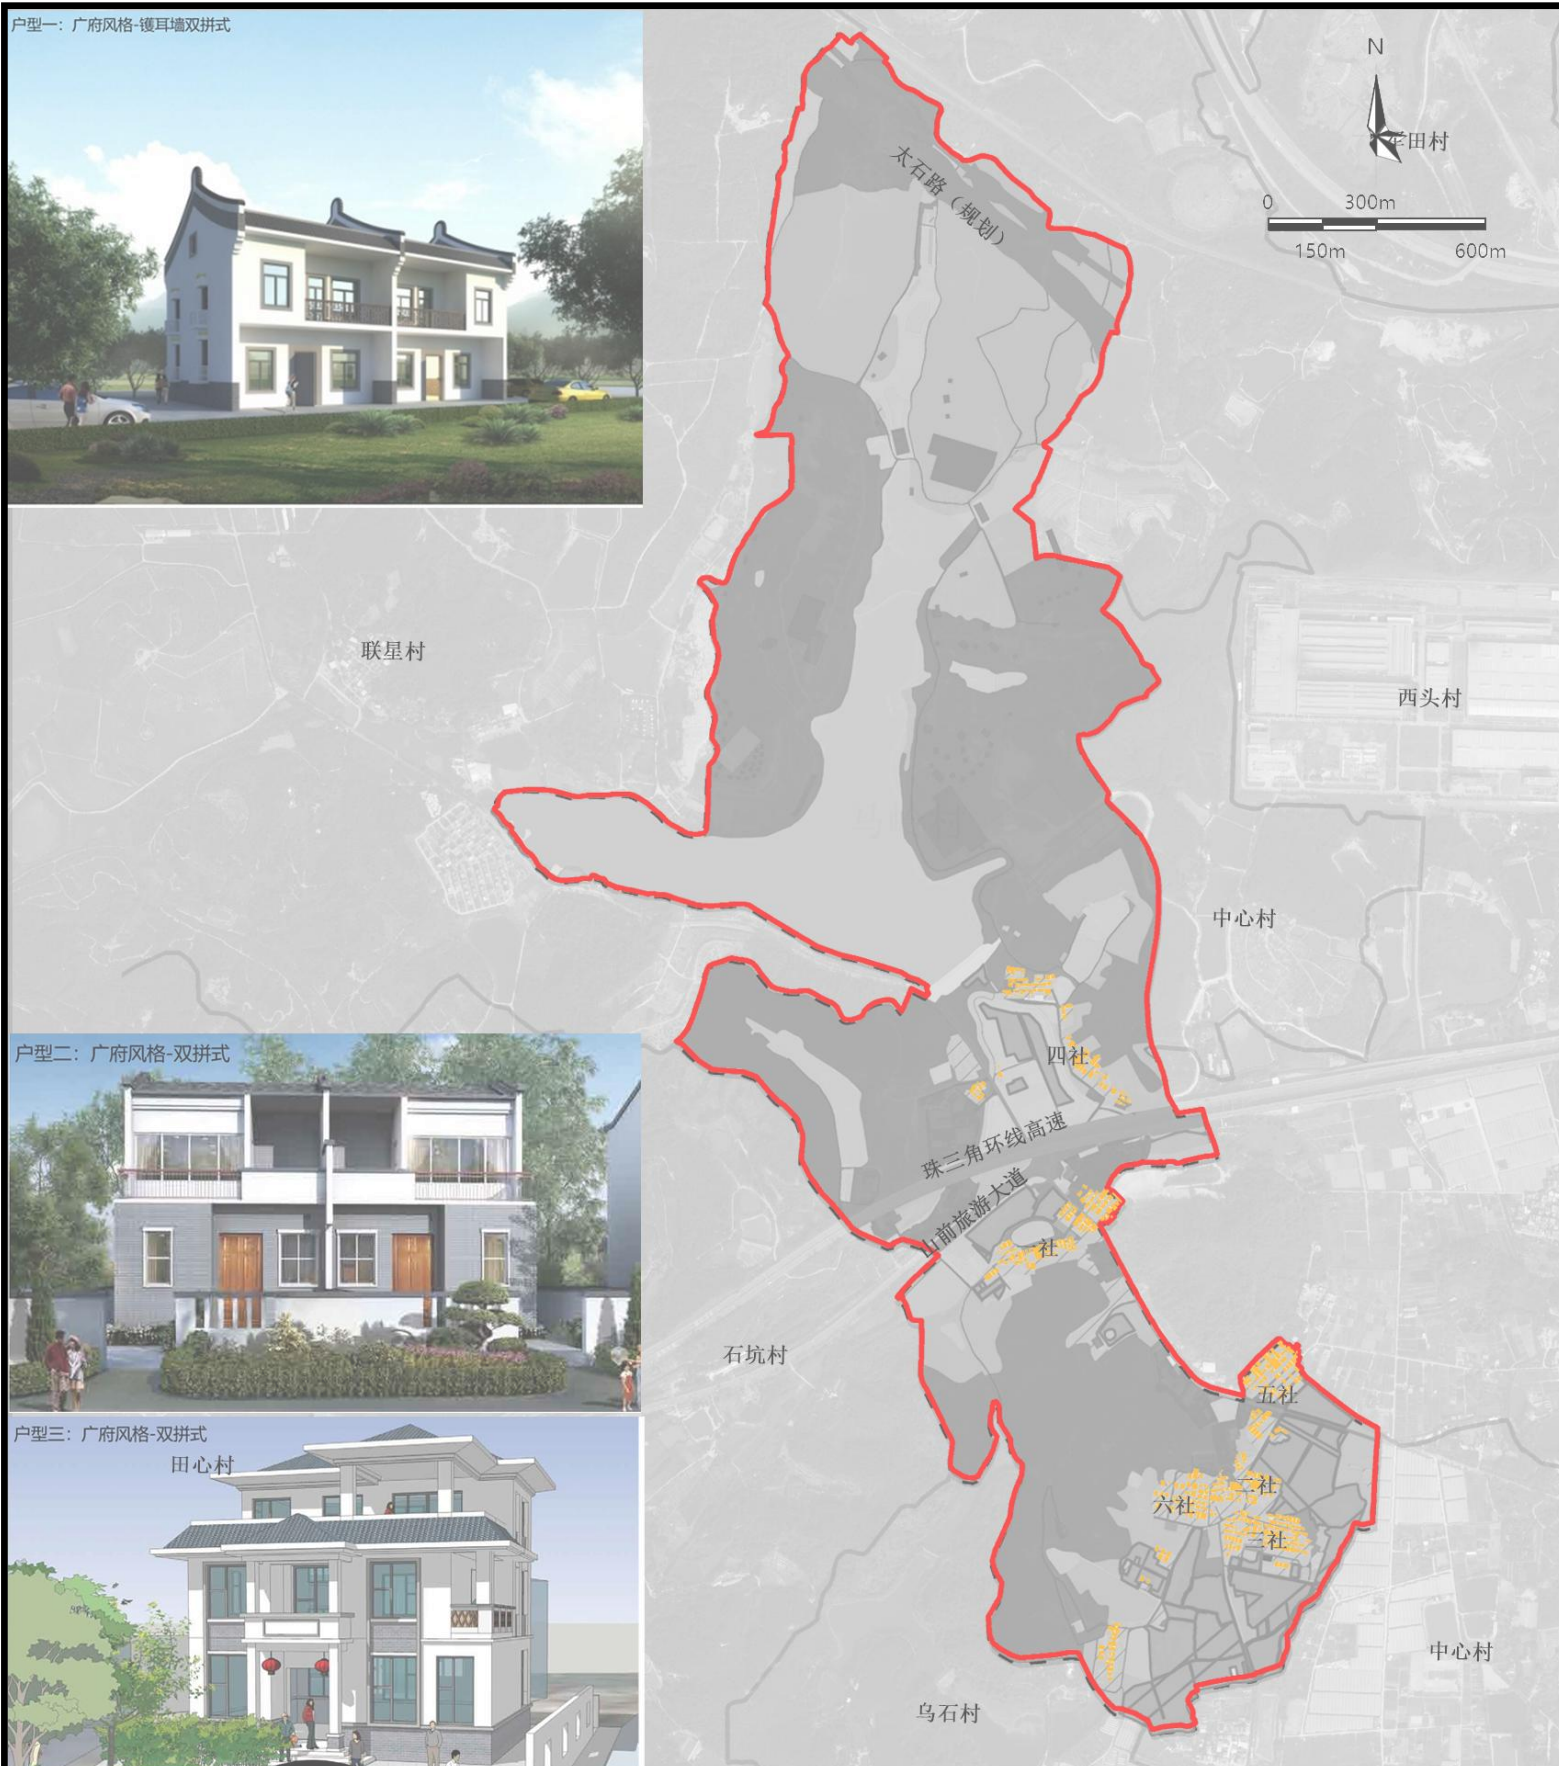 户型一：广府风格-镬耳墙双拼式
N
田村
0
300m
150m
600m
太石路（规划）
联星村
西头村
中心村
四社
珠三角环线高速
山前旅游大道
社
户型二：广府风格-双拼式
石坑村
五社
户型三：广府风格-双拼式
田心村
二社
六社
三社
中心村
乌石村